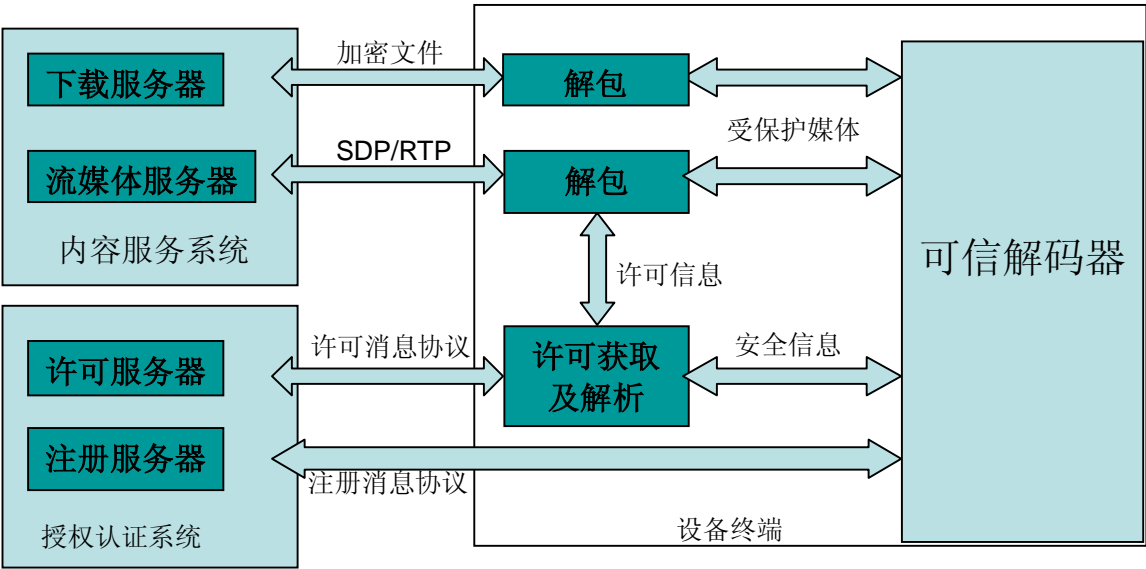 加密文件
下载服务器
解包
受保护媒体
SDP/RTP
流媒体服务器
解包
内容服务系统
许可信息
可信解码器
许可消息协议
许可服务器
许可获取
及解析
安全信息
注册服务器
注册消息协议
授权认证系统
设备终端